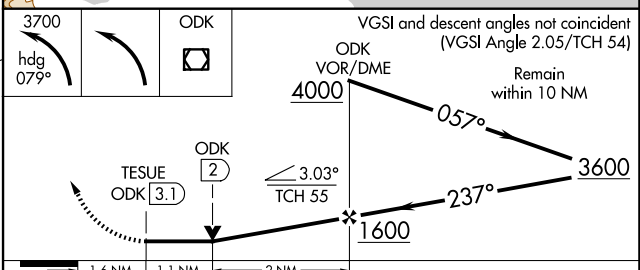 3700
hdg
079°
ODK
VGSI and descent angles not coincident
(VGSI Angle 2.05/TCH 54)
ODK
VOR/DME
4000
Remain
within 10 NM
057°
3600
237°
1600
ODK
2
3.03°
TCH 55
TESUE
ODK 3.1
1.6 NM
1.1 NM
2 NM